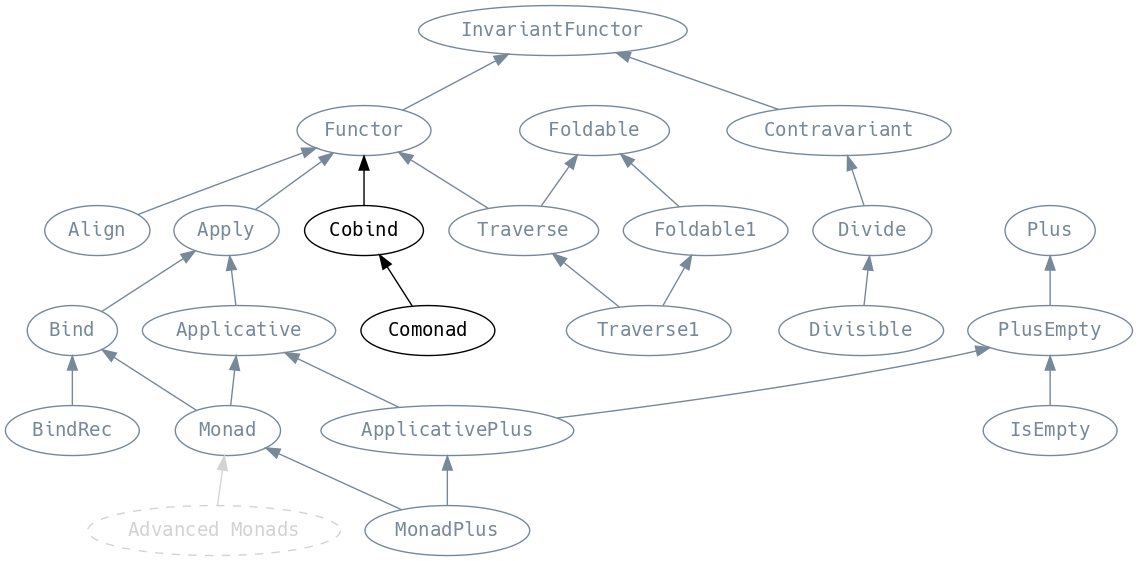 InvariantFunctor
Functor
Foldable
Contravariant
Align
Apply
Cobind
Traverse
Foldable1
Divide
Plus
Bind
Applicative
Comonad
Traverse1
Divisible
PlusEmpty
BindRec
Monad
ApplicativePlus
IsEmpty
Advanced Monads
MonadPlus